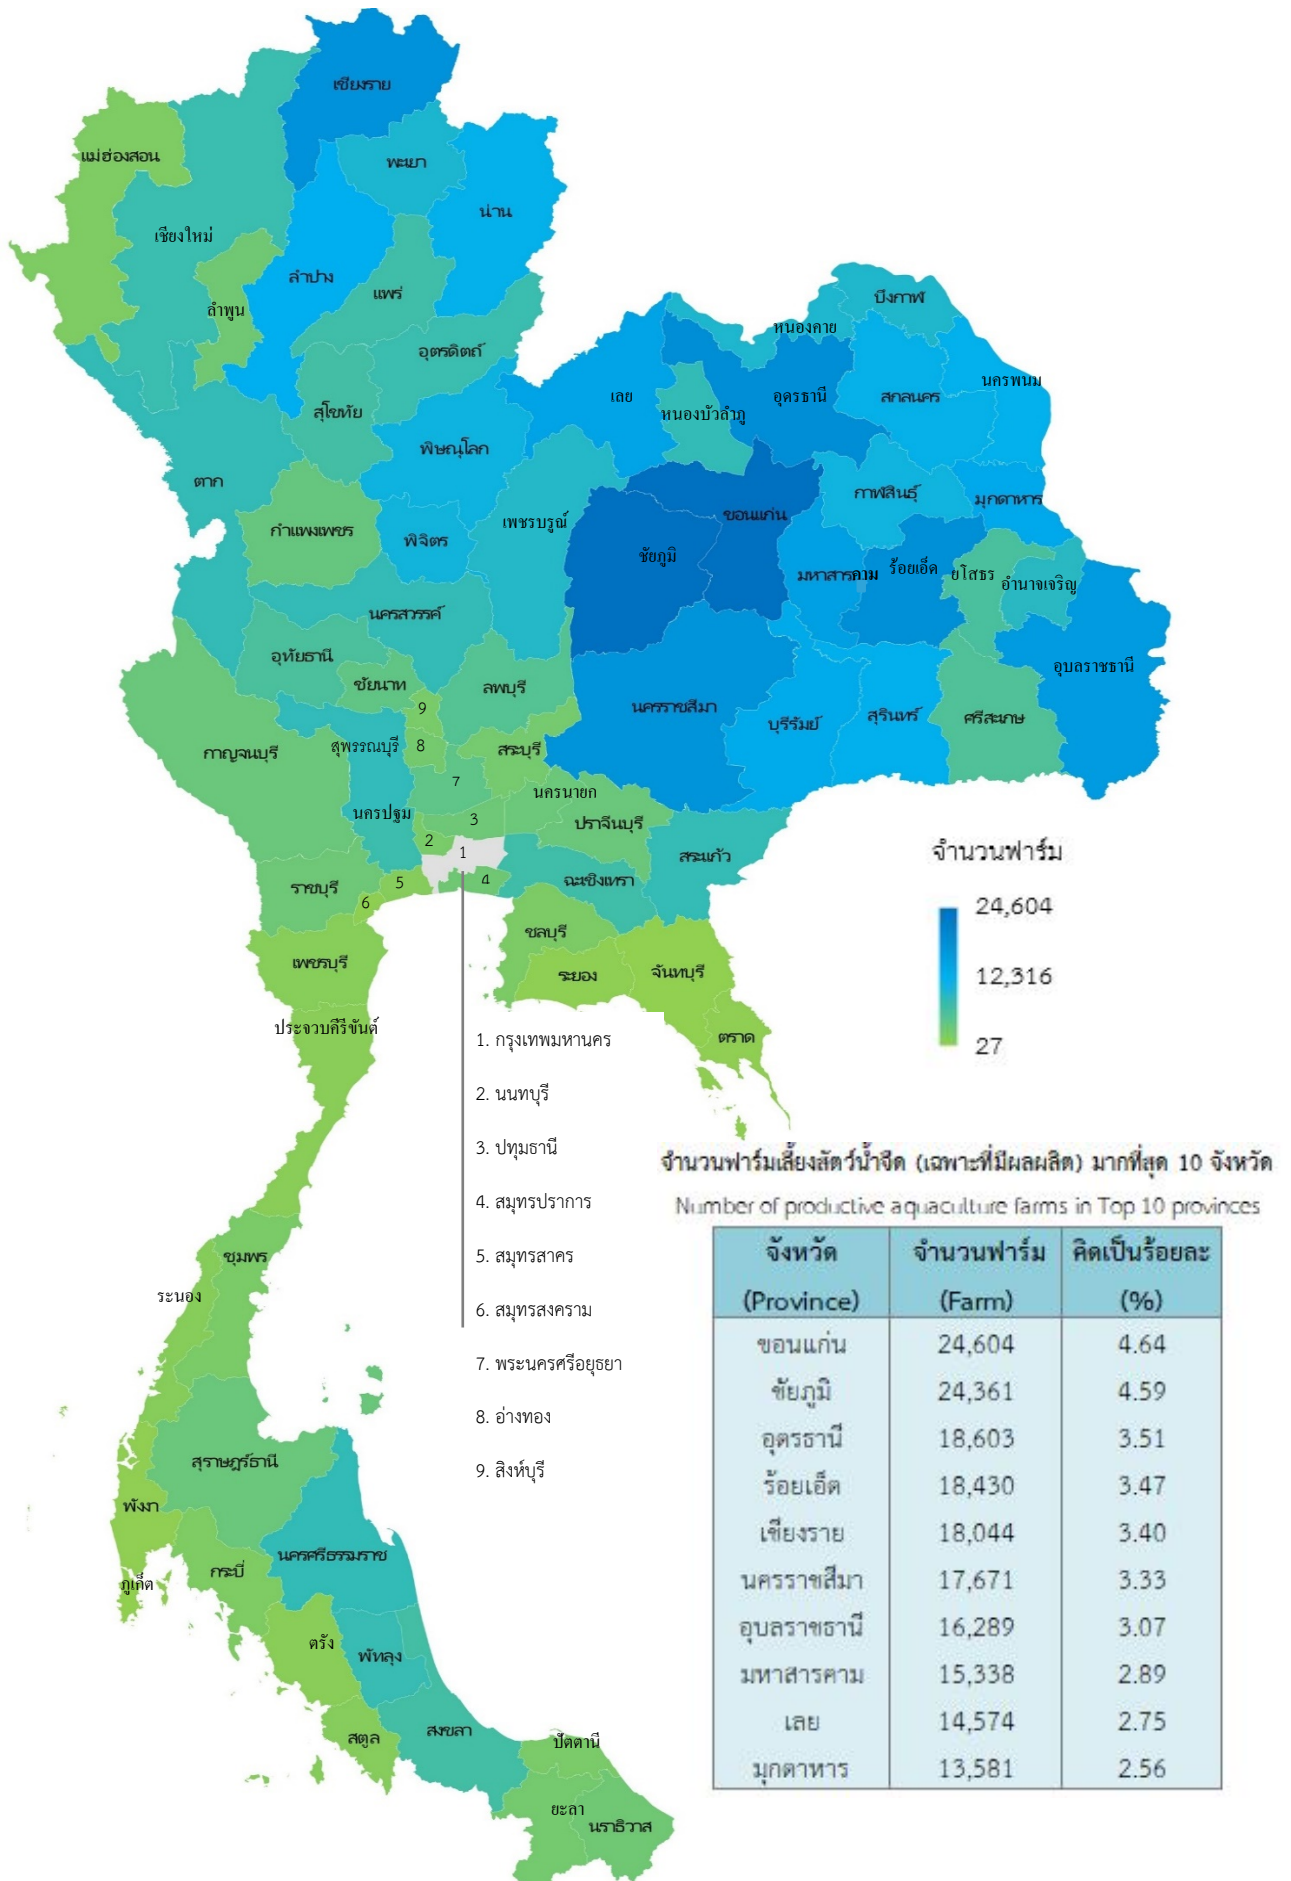 เชียงราย
แม่ฮ่องสอน
พะเยา
น่าน
เชียงใหม่
ลำปาง
แพร่
ลำพูน
บึงกาฬ
หนองคาย
อุตรดิตถ์
นครพนม
เลย
อุดรธานี
สกลนคร
สุโขทัย
หนองบัวลำภู
พิษณุโลก
ตาก
กาฬสินธุ์
มุกดาหาร
ขอนแก่น
เพชรบรูณ์
กำแพงเพชร
พิจิตร
ชัยภูมิ
มหาสารคาม
ร้อยเอ็ด
ยโสธร
อำนาจเจริญ
นครสวรรค์
อุทัยธานี
อุบลราชธานี
ชัยนาท
ลพบุรี
นครราชสีมา
9
สุรินทร์
ศรีสะเกษ
บุรีรัมย์
สุพรรณบุรี
8
สระบุรี
กาญจนบุรี
7
นครนายก
นครปฐม
3
ปราจีนบุรี
2
1
สระแก้ว
จำนวนฟาร์ม
ราชบุรี
5
4
ฉะเชิงเทรา
6
24,604
ชลบุรี
เพชรบุรี
ระยอง
จันทบุรี
12,316
ประจวบคีรีขันต์
ตราด
27
1. กรุงเทพมหานคร
2. นนทบุรี
3. ปทุมธานี
4. สมุทรปราการ
5. สมุทรสาคร
6. สมุทรสงคราม
7. พระนครศรีอยุธยา
8. อ่างทอง
9. สิงห์บุรี
ชุมพร
ระนอง
สุราษฎร์ธานี
พังงา
นครศรีธรรมราช
กระบี่
ภูเก็ต
ตรัง
พัทลุง
สงขลา
สตูล
ปัตตานี
ยะลา
นราธิวาส
จำนวนฟาร์มเลี้ยงสัตว์น้ำจืด (เฉพาะที่มีผลผลิต) มากที่สุด 10 จังหวัด
Number of productive aquaculture farms in Top 10 provinces
จังหวัด จำนวนฟาร์ม คิดเป็นร้อยละ
(Province) (Farm) (%)
ขอนแก่น 24,604 4.64
ชัยภูมิ 24,361 4.59
อุดรธานี 18,603 3.51
ร้อยเอ็ด 18,430 3.47
เชียงราย 18,044 3.40
นครราชสีมา 17,671 3.33
อุบลราชธานี 16,289 3.07
มหาสารคาม 15,338 2.89
เลย 14,574 2.75
มุกดาหาร 13,581 2.56